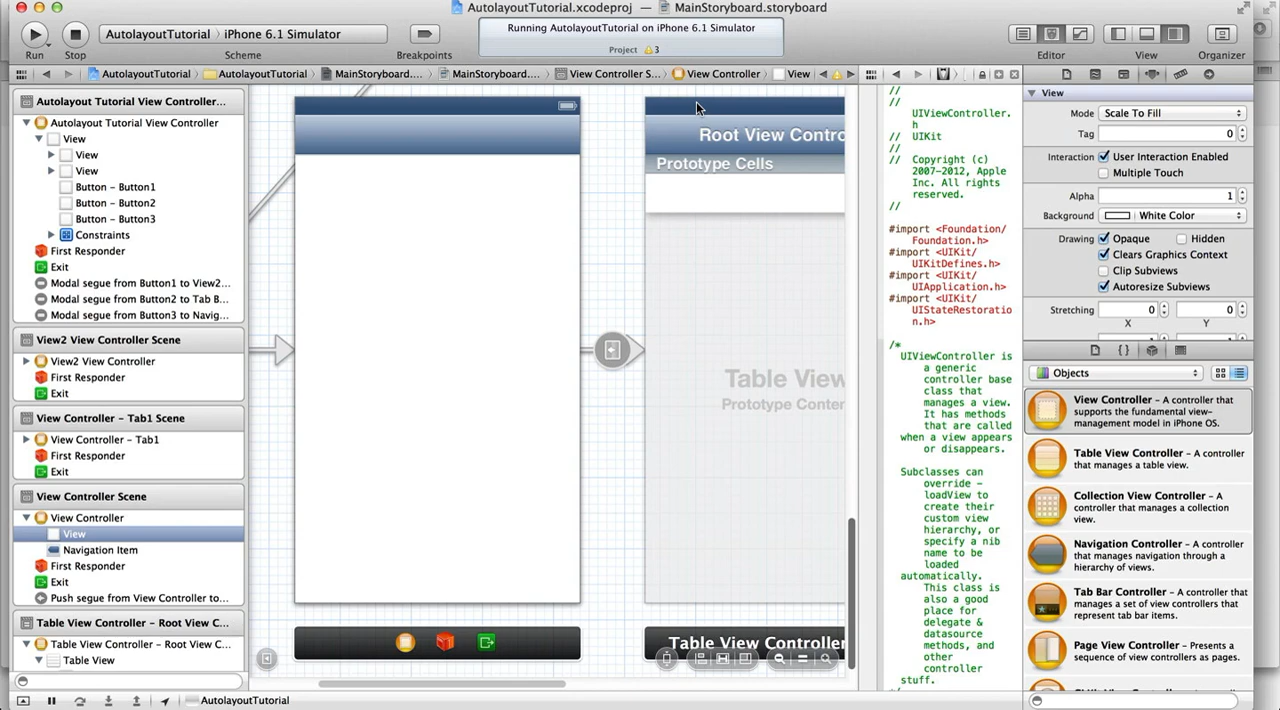 AutolayoutTutorial.xcodeproj — MainStoryboard.storyboard
Run Stop AutolayoutTutorial iPhone 6.1 Simulator Scheme Breakpoints
Running AutolayoutTutorial on iPhone 6.1 Simulator
Project 3
Editor View Organizer
AutolayoutTutorial AutolayoutTutorial MainStoryboard.... MainStoryboard.... View Controller S... View Controller View
Autolayout Tutorial View Controller...
Autolayout Tutorial View Controller
View
View
View
Button - Button1
Button - Button2
Button - Button3
Constraints
First Responder
Exit
Modal segue from Button1 to View2...
Modal segue from Button2 to Tab B...
Modal segue from Button3 to Navig...
View2 View Controller Scene
View2 View Controller
First Responder
Exit
View Controller - Tab1 Scene
View Controller - Tab1
First Responder
Exit
View Controller Scene
View Controller
View
Navigation Item
First Responder
Exit
Push segue from View Controller to...
Table View Controller - Root View C...
Table View Controller - Root View C...
Table View
AutolayoutTutorial
Root View Contro
Prototype Cells
Table View
Prototype Conten
Table View Controller
//
//
UIViewController.
h
// UIKit
//
// Copyright (c)
2007-2012, Apple
Inc. All rights
reserved.
//
#import <Foundation/
Foundation.h>
#import <UIKit/
UIKitDefines.h>
#import <UIKit/
UIApplication.h>
#import <UIKit/
UIStateRestoratio
n.h>
/*
UIViewController is
a generic
controller base
class that
manages a view.
It has methods
that are called
when a view appears
or disappears.
Subclasses can
override -
loadView to
create their
custom view
hierarchy, or
specify a nib
name to be
loaded
automatically.
This class is
also a good
place for
delegate &
datasource
methods, and
other
controller
stuff.
View
Mode Scale To Fill
Tag 0
Interaction User Interaction Enabled
Multiple Touch
Alpha 1
Background White Color
Drawing Opaque Hidden
Clears Graphics Context
Clip Subviews
Autoresize Subviews
Stretching 0 0
X Y
Objects
View Controller - A controller that
supports the fundamental view-
management model in iPhone OS.
Table View Controller - A controller
that manages a table view.
Collection View Controller - A
controller that manages a collection
view.
Navigation Controller - A controller
that manages navigation through a
hierarchy of views.
Tab Bar Controller - A controller that
manages a set of view controllers that
represent tab bar items.
Page View Controller - Presents a
sequence of view controllers as pages.